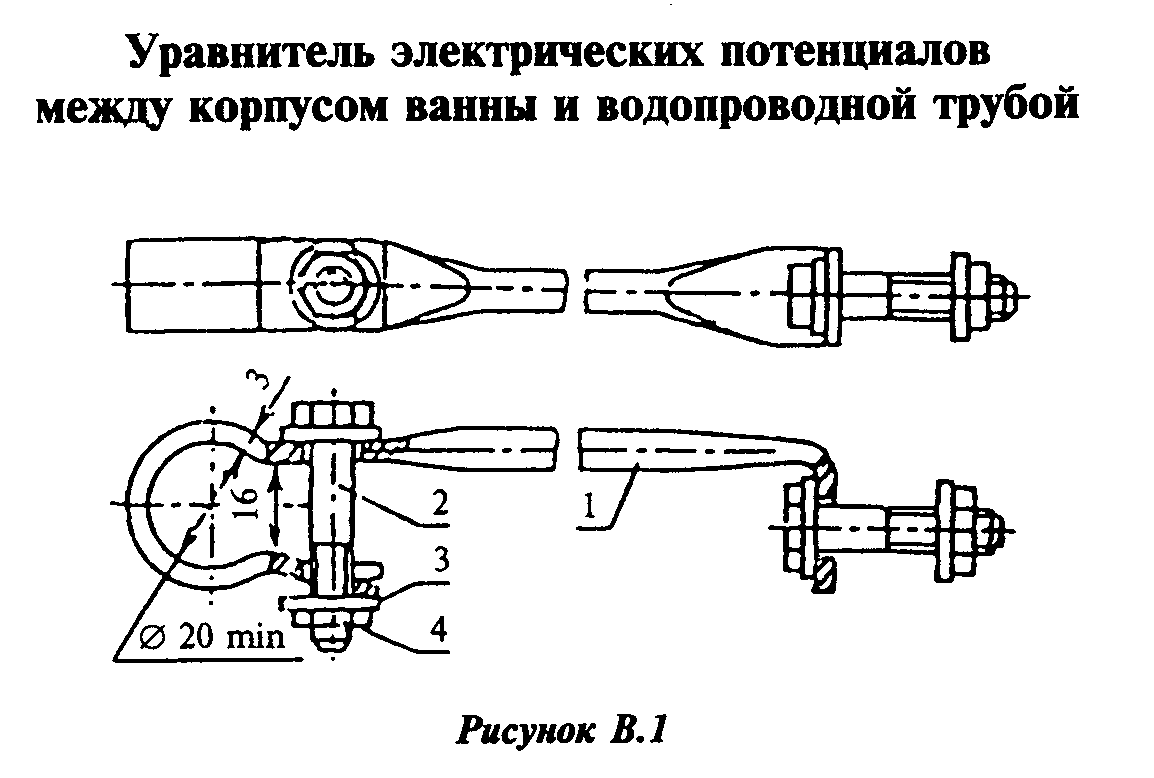 Уравнитель электрических потенциалов
между корпусом ванны и водопроводной трубой
3
16
2
1
3
∅ 20 min
4
Рисунок В.1